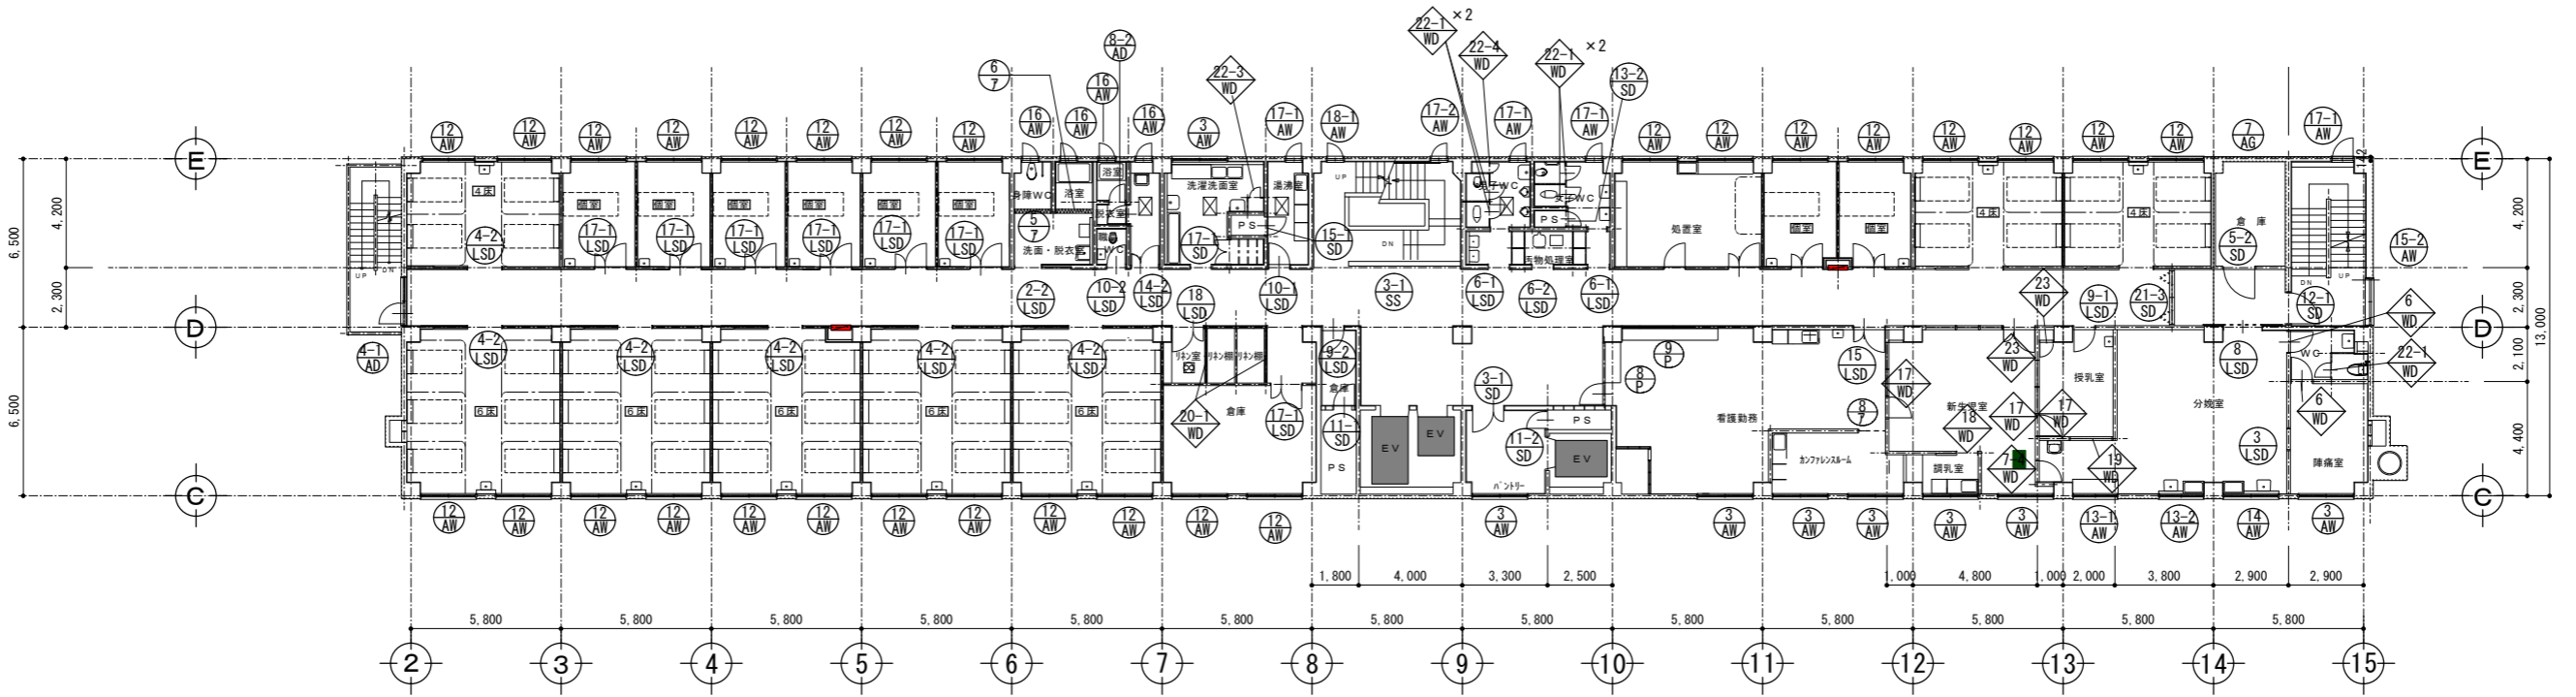 22-1
WD
×2
22-4
WD
22-1
WD
×2
8-2
AD
6
7
16
AW
22-3
WD
13-2
SD
12
AW
12
AW
12
AW
12
AW
12
AW
12
AW
12
AW
12
AW
16
AW
16
AW
16
AW
3
AW
17-1
AW
18-1
AW
17-2
AW
17-1
AW
17-1
AW
12
AW
12
AW
12
AW
12
AW
12
AW
12
AW
12
AW
12
AW
7
AG
17-1
AW
E
E
142
4床
個室
個室
個室
個室
個室
個室
身障WC
浴室
浴室
脱衣室
洗濯洗面室
湯沸室
UP
DN
男子WC
女子WC
PS
PS
処置室
個室
個室
4床
4床
倉 庫
4-2
LSD
17-1
LSD
17-1
LSD
17-1
LSD
17-1
LSD
17-1
LSD
17-1
LSD
5
7
洗面・脱衣室
職
WC
17-
SD
15-1
SD
汚物処理室
5-2
SD
15-2
AW
UP
DN
DN
UP
2-2
LSD
10-2
LSD
14-2
LSD
18
LSD
10-1
LSD
3-1
SS
6-1
LSD
6-2
LSD
6-1
LSD
23
WD
9-1
LSD
21-3
SD
12-1
SD
6
WD
D
D
4-1
AD
4-2
LSD
4-2
LSD
4-2
LSD
4-2
LSD
4-2
LSD
リネン室
リネン棚
リネン棚
9-2
LSD
倉庫
9
P
8
P
15
LSD
23
WD
8
LSD
WC
22-1
WD
6床
6床
6床
6床
6床
20-1
WD
倉庫
17-1
LSD
11-
SD
PS
EV
EV
3-1
SD
11-2
SD
PS
EV
パントリー
看護勤務
8
7
カンファレンスルーム
17
WD
新生児室
18
WD
17
WD
17
WD
授乳室
分娩室
調乳室
7-4
WD
19
WD
3
LSD
6
WD
陣痛室
C
C
12
AW
12
AW
12
AW
12
AW
12
AW
12
AW
12
AW
12
AW
12
AW
12
AW
12
AW
12
AW
3
AW
3
AW
3
AW
3
AW
3
AW
3
AW
13-1
AW
13-2
AW
14
AW
3
AW
6,500
4,200
2,300
6,500
4,200
2,300
2,100
4,400
13,000
1,800
4,000
3,300
2,500
1,000
4,800
1,000
2,000
3,800
2,900
2,900
5,800
5,800
5,800
5,800
5,800
5,800
5,800
5,800
5,800
5,800
5,800
5,800
5,800
2
3
4
5
6
7
8
9
10
11
12
13
14
15